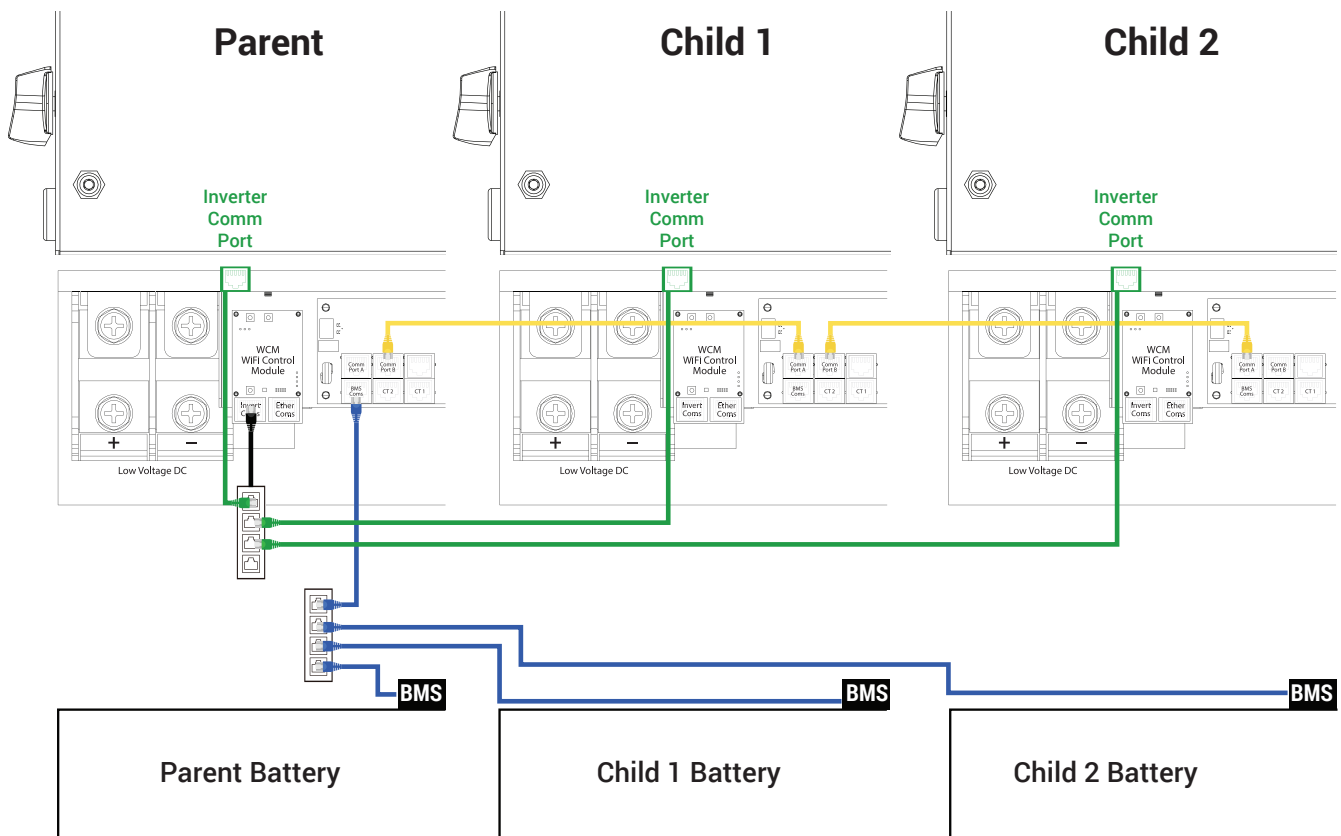 Parent
Child 1
Child 2
Inverter
Comm
Port
Inverter
Comm
Port
Inverter
Comm
Port
WCM
WiFi Control
Module
Comm
Port A
Comm
Port B
BMS
Coms
CT 2
CT 1
Invert
Coms
Ether
Coms
+
−
Low Voltage DC
WCM
WiFi Control
Module
Comm
Port A
Comm
Port B
BMS
Coms
CT 2
CT 1
Invert
Coms
Ether
Coms
+
−
Low Voltage DC
WCM
WiFi Control
Module
Comm
Port A
Comm
Port B
BMS
Coms
CT 2
CT 1
Invert
Coms
Ether
Coms
+
−
Low Voltage DC
BMS
BMS
BMS
Parent Battery
Child 1 Battery
Child 2 Battery